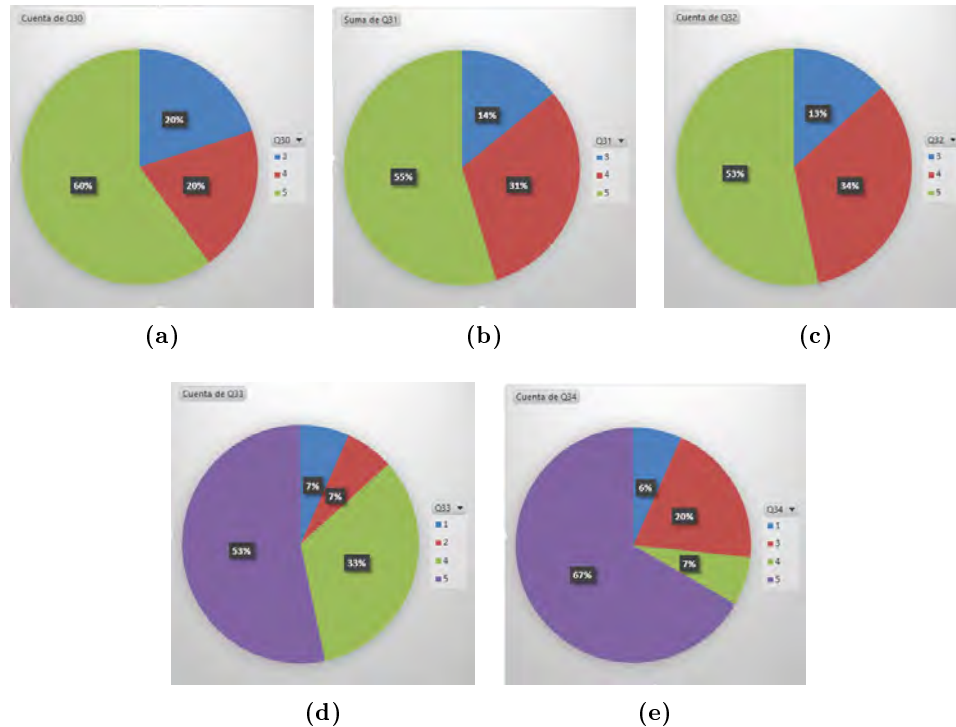 Cuenta de Q30
20%
20%
60%
Q30
2
4
5
(a)
Suma de Q31
14%
31%
55%
Q31
3
4
5
(b)
Cuenta de Q32
13%
34%
53%
Q32
3
4
5
(c)
Cuenta de Q33
7%
7%
33%
53%
Q33
1
2
4
5
(d)
Cuenta de Q34
6%
20%
7%
67%
Q34
1
3
4
5
(e)